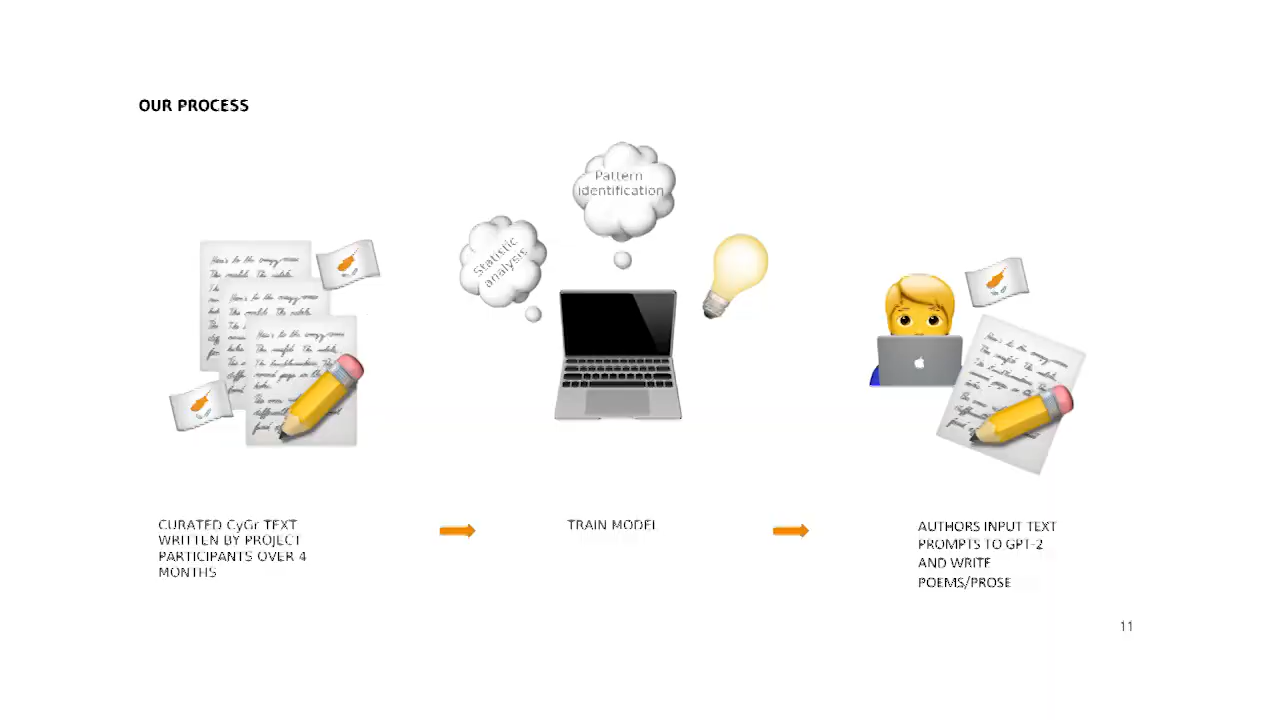 OUR PROCESS
Pattern
identification
Statistic
analysis
CURATED CyGr TEXT
WRITTEN BY PROJECT
PARTICIPANTS OVER 4
MONTHS
TRAIN MODEL
AUTHORS INPUT TEXT
PROMPTS TO GPT-2
AND WRITE
POEMS/PROSE
11